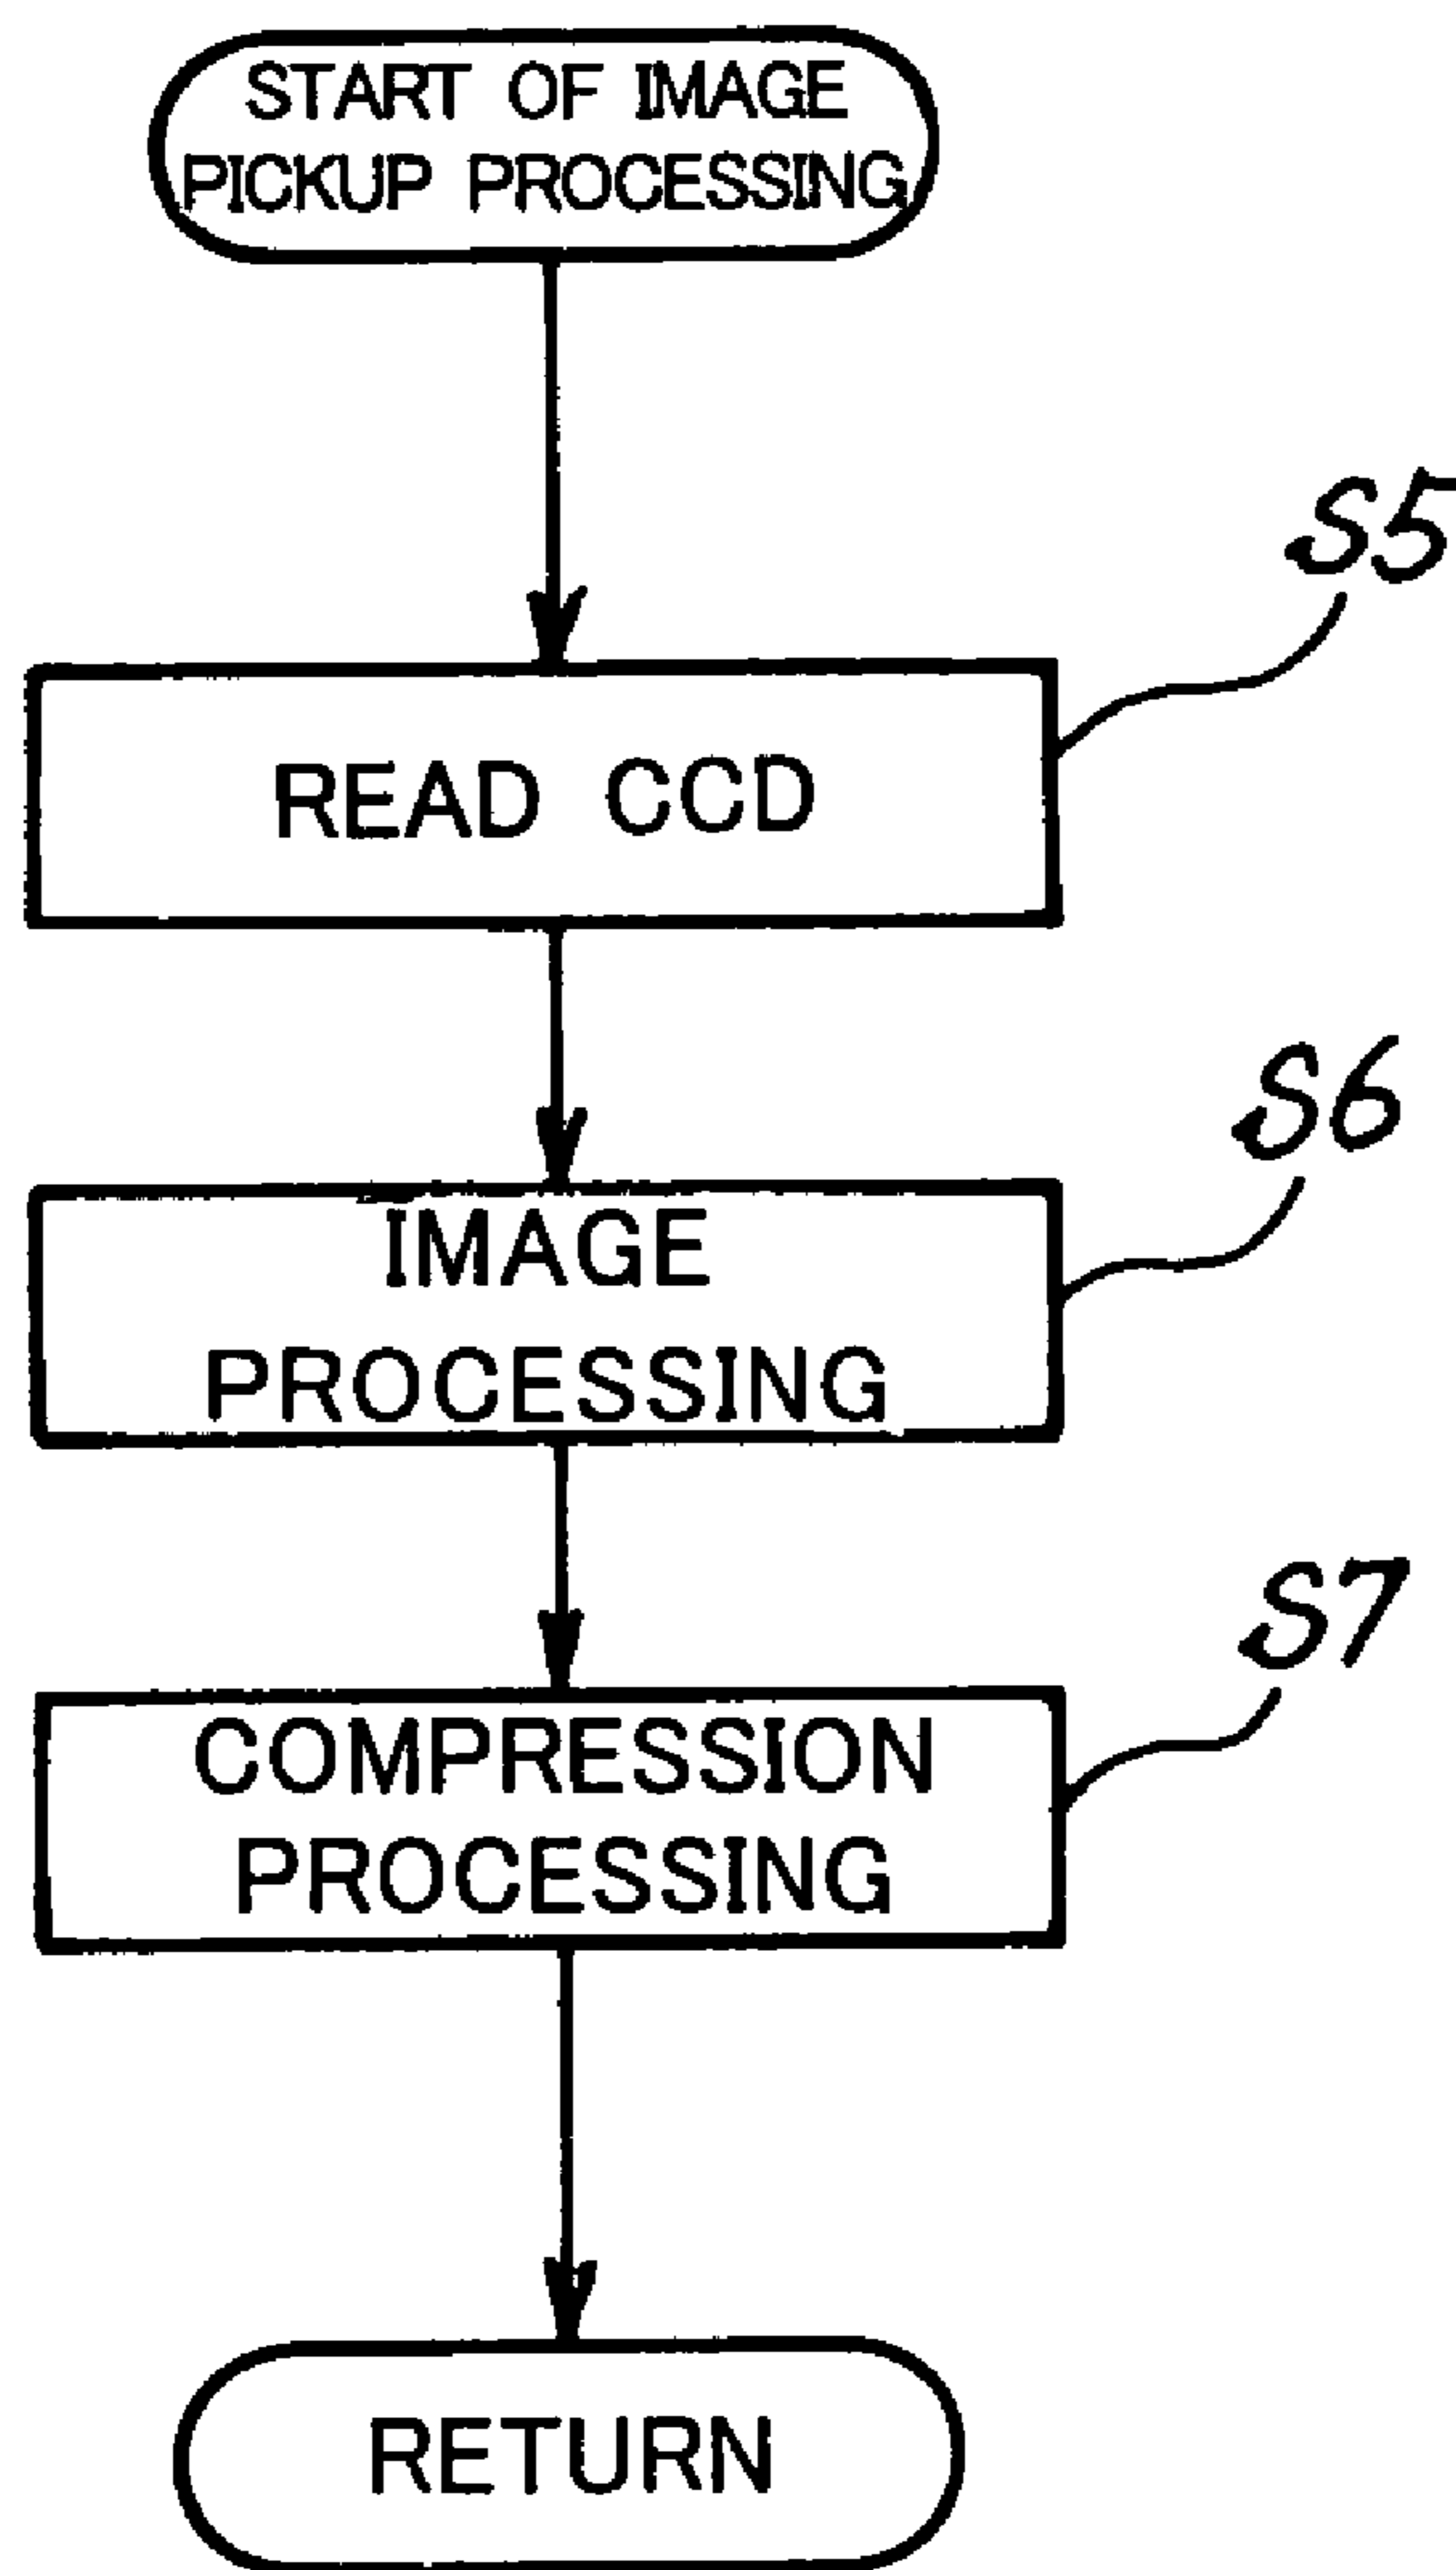 START OF IMAGE
PICKUP PROCESSING
S5
READ CCD
S6
IMAGE
PROCESSING
S7
COMPRESSION
PROCESSING
RETURN